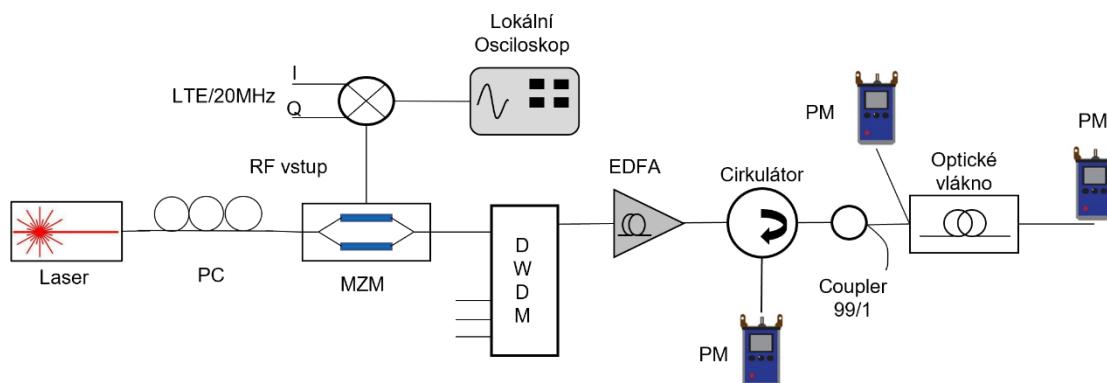 Lokální
Osciloskop
I
LTE/20MHz
Q
RF vstup
PM
PM
EDFA
Cirkulátor
Optické
vlákno
Laser
PC
MZM
D
W
D
M
Coupler
99/1
PM